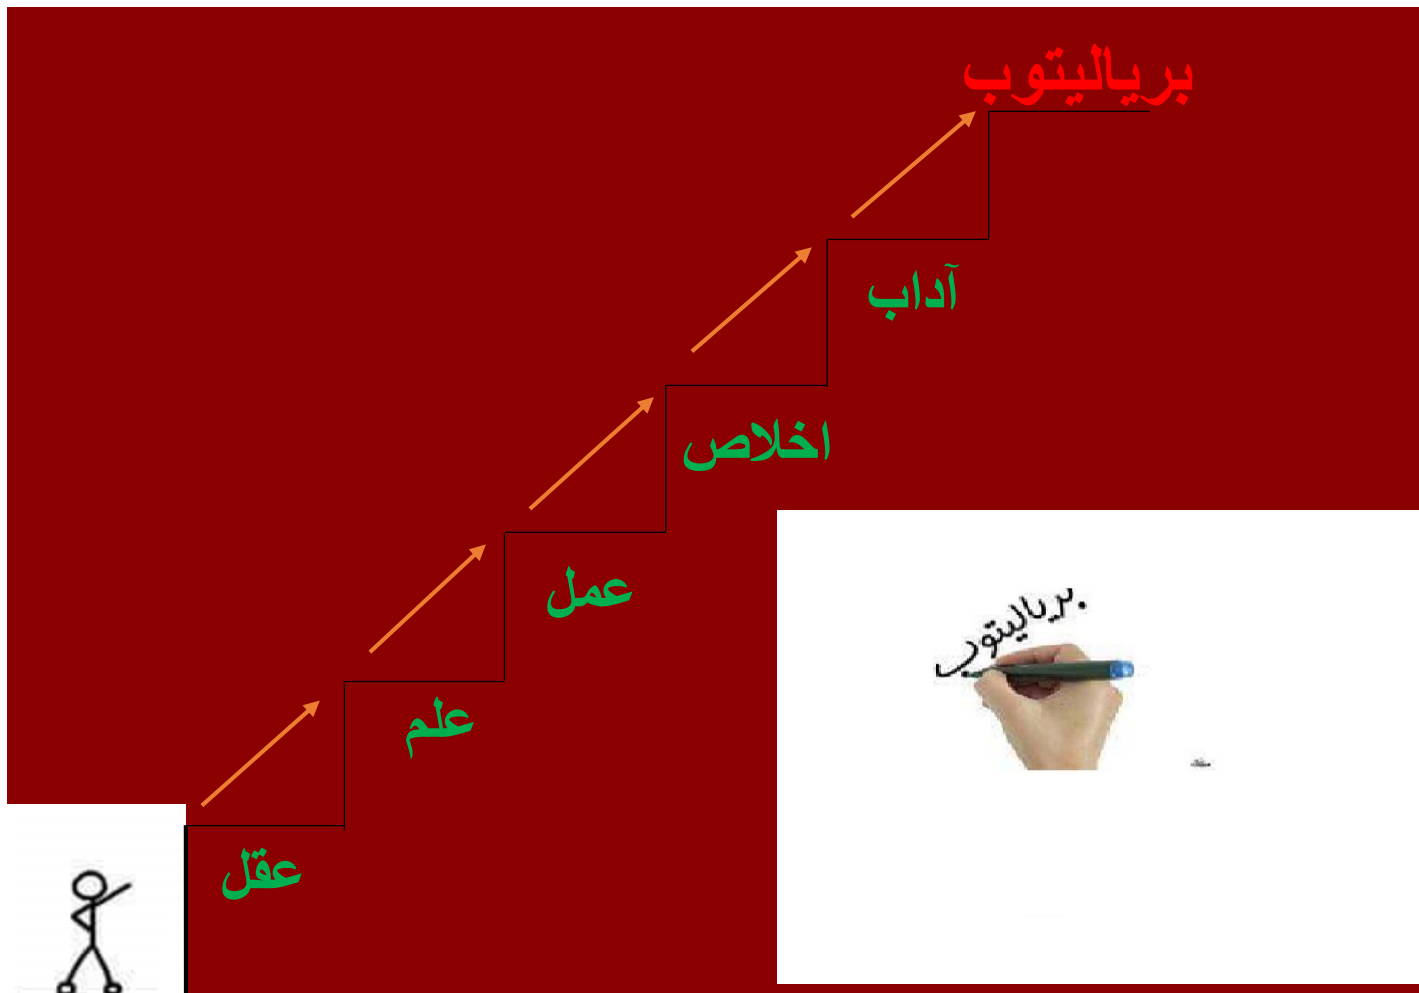 بریالیتوب
آداب
اخلاص
عمل
علم
عقل
بریالیتوب